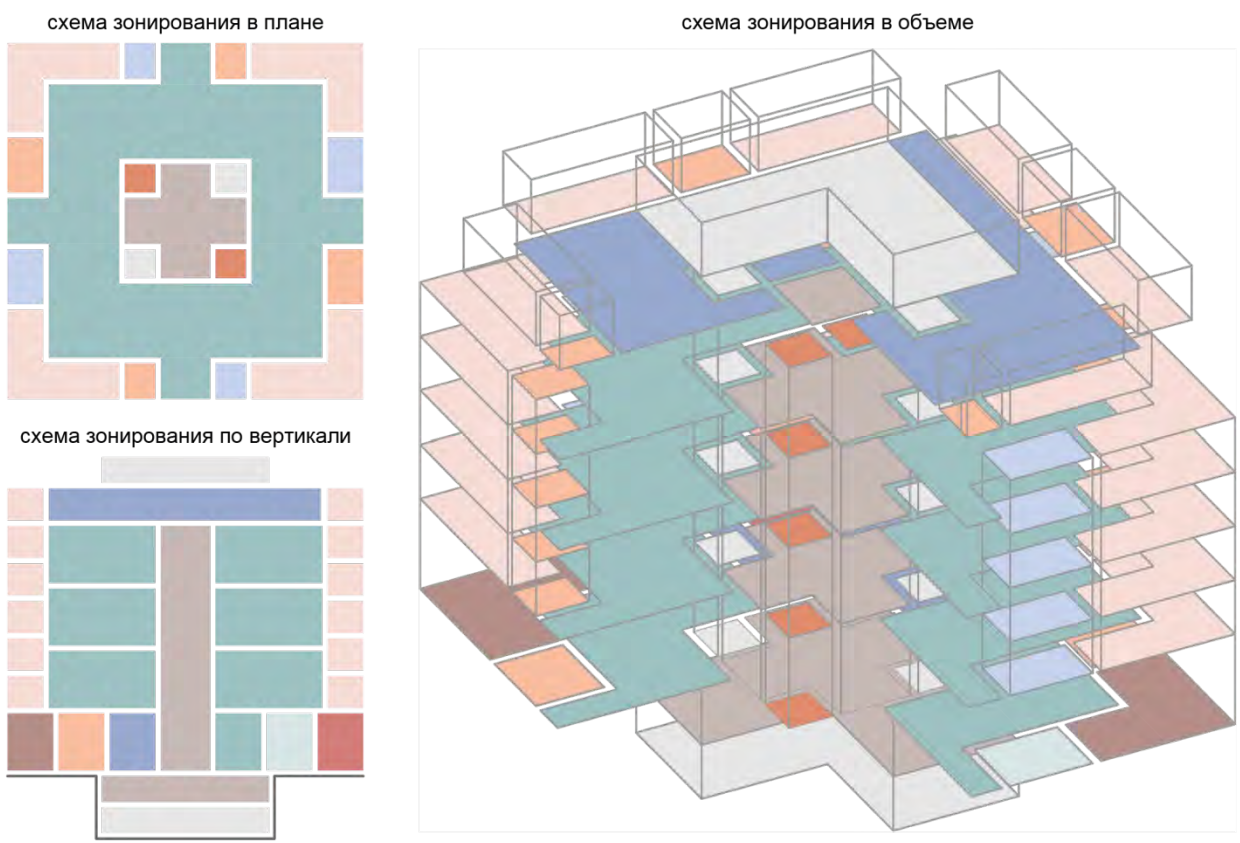 схема зонирования в плане
схема зонирования в объеме
схема зонирования по вертикали